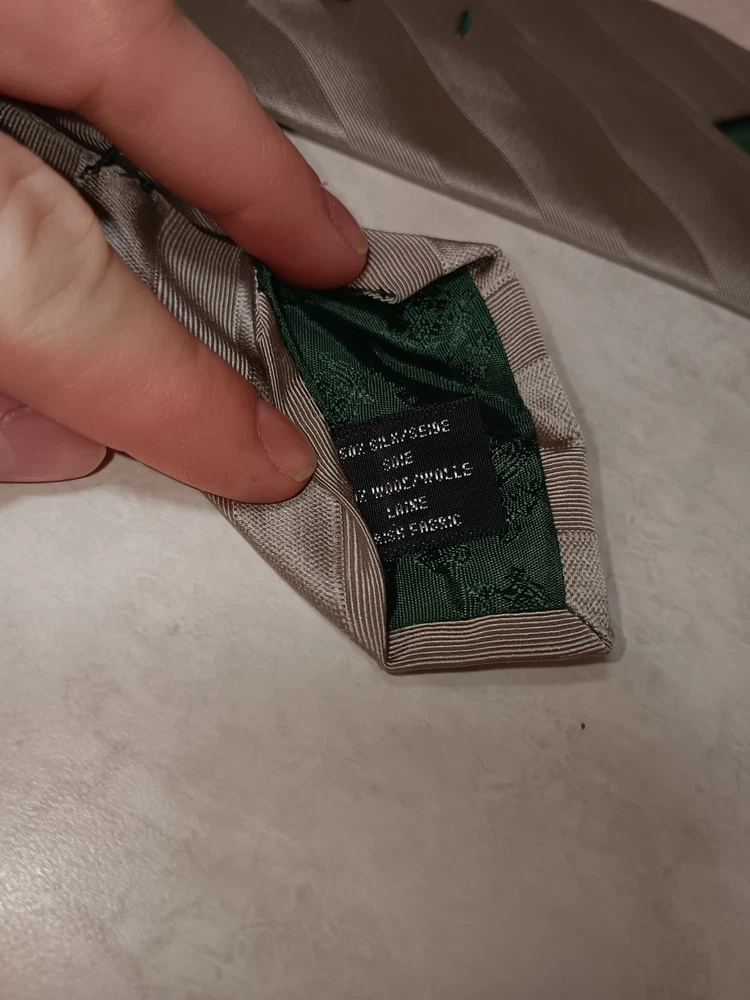 50% SILK/SEIDE
SOIE
WOOL/WOLLE
LAINE
FABRIC